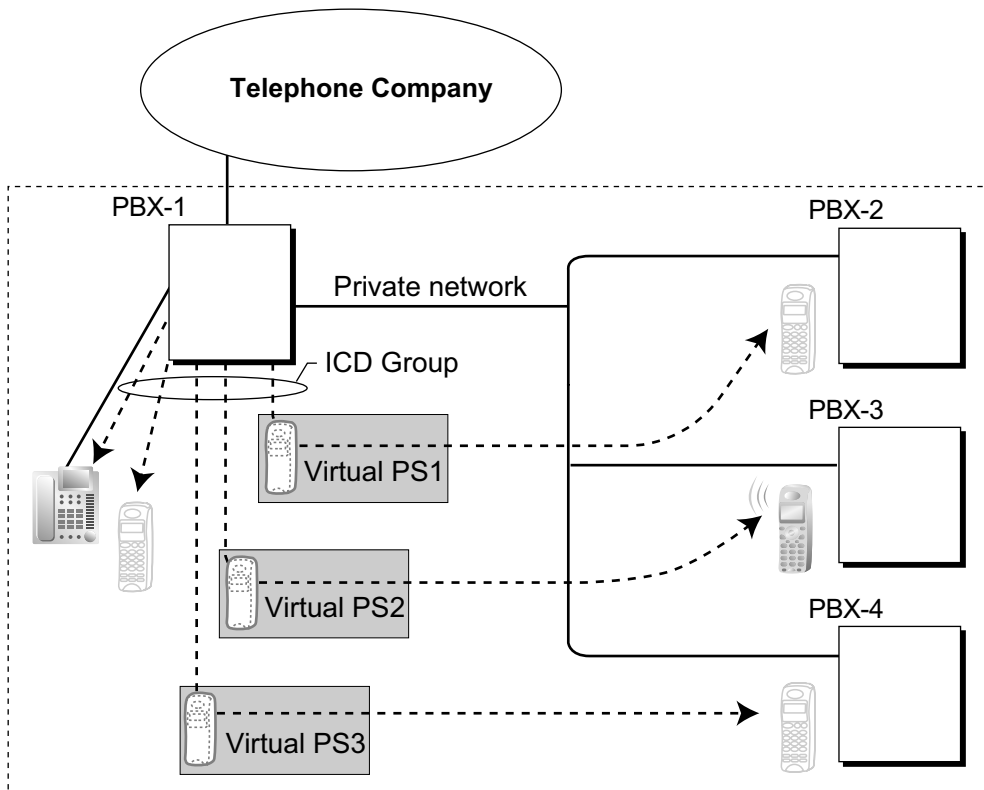 Telephone Company
PBX-1
PBX-2
Private network
ICD Group
PBX-3
Virtual PS1
Virtual PS2
PBX-4
Virtual PS3